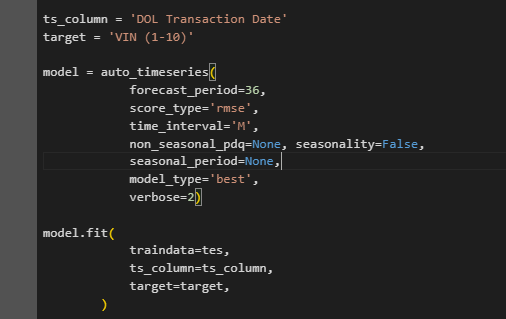 ts_column = 'DOL Transaction Date'
target = 'VIN (1-10)'
model = auto_timeseries(
forecast_period=36,
score_type='rmse',
time_interval='M',
non_seasonal_pdq=None, seasonality=False,
seasonal_period=None,
model_type='best',
verbose=2)
model.fit(
traindata=tes,
ts_column=ts_column,
target=target,
)